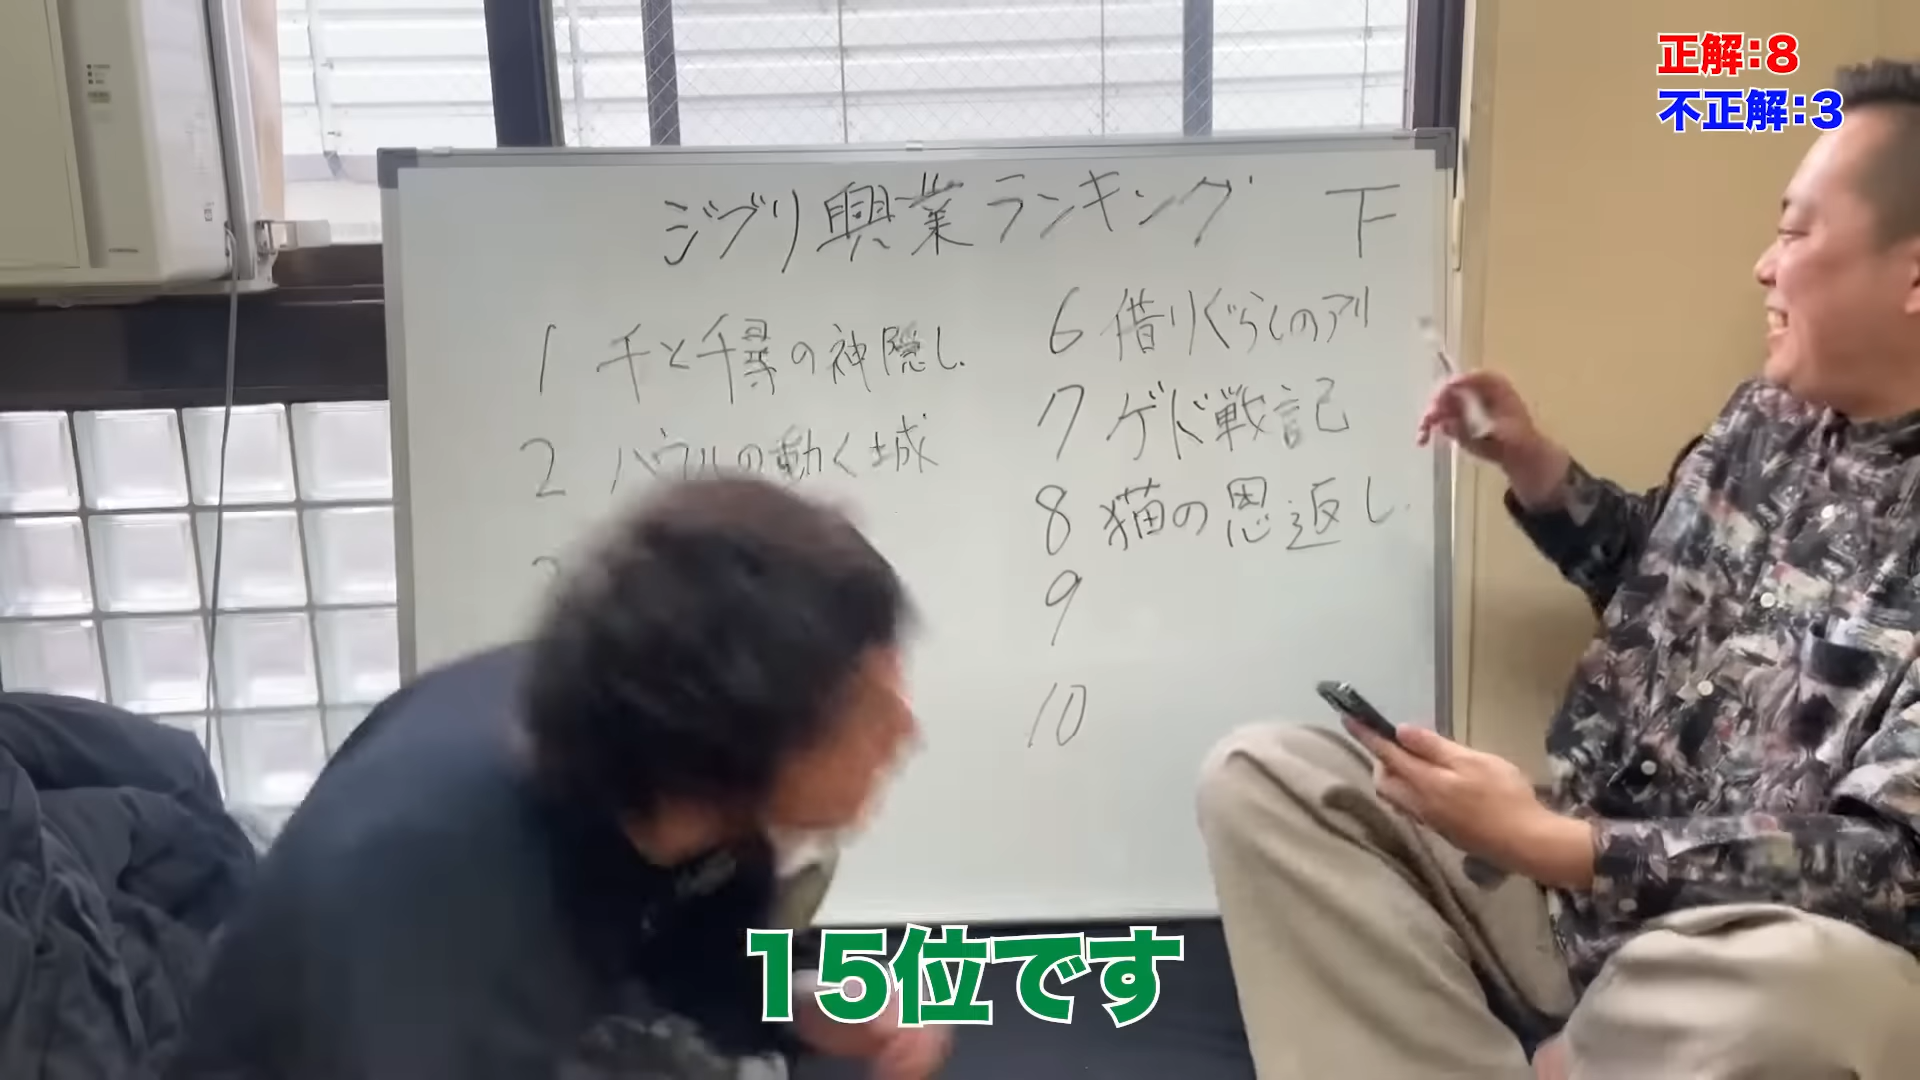 正解:8
不正解:3
ジブリ興業ランキング 下
1 千と千尋の神隠し
2 ハウルの動く城
6 借りぐらしのアリ
7 ゲド戦記
8 猫の恩返し
9
10
15位です